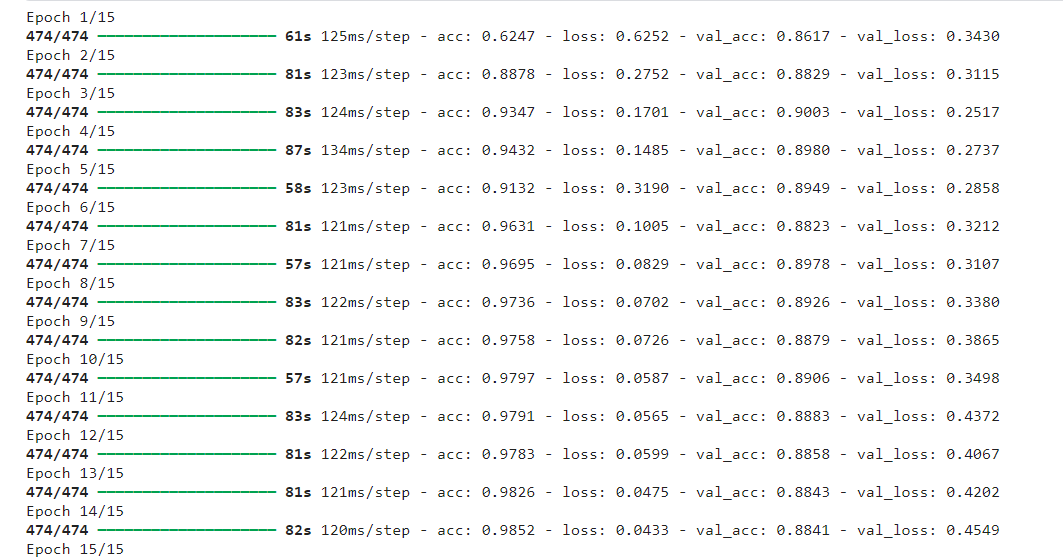 Epoch 1/15
474/474 ━━━━━━━━━━━━━━━━━━━━ 61s 125ms/step - acc: 0.6247 - loss: 0.6252 - val_acc: 0.8617 - val_loss: 0.3430
Epoch 2/15
474/474 ━━━━━━━━━━━━━━━━━━━━ 81s 123ms/step - acc: 0.8878 - loss: 0.2752 - val_acc: 0.8829 - val_loss: 0.3115
Epoch 3/15
474/474 ━━━━━━━━━━━━━━━━━━━━ 83s 124ms/step - acc: 0.9347 - loss: 0.1701 - val_acc: 0.9003 - val_loss: 0.2517
Epoch 4/15
474/474 ━━━━━━━━━━━━━━━━━━━━ 87s 134ms/step - acc: 0.9432 - loss: 0.1485 - val_acc: 0.8980 - val_loss: 0.2737
Epoch 5/15
474/474 ━━━━━━━━━━━━━━━━━━━━ 58s 123ms/step - acc: 0.9132 - loss: 0.3190 - val_acc: 0.8949 - val_loss: 0.2858
Epoch 6/15
474/474 ━━━━━━━━━━━━━━━━━━━━ 81s 121ms/step - acc: 0.9631 - loss: 0.1005 - val_acc: 0.8823 - val_loss: 0.3212
Epoch 7/15
474/474 ━━━━━━━━━━━━━━━━━━━━ 57s 121ms/step - acc: 0.9695 - loss: 0.0829 - val_acc: 0.8978 - val_loss: 0.3107
Epoch 8/15
474/474 ━━━━━━━━━━━━━━━━━━━━ 83s 122ms/step - acc: 0.9736 - loss: 0.0702 - val_acc: 0.8926 - val_loss: 0.3380
Epoch 9/15
474/474 ━━━━━━━━━━━━━━━━━━━━ 82s 121ms/step - acc: 0.9758 - loss: 0.0726 - val_acc: 0.8879 - val_loss: 0.3865
Epoch 10/15
474/474 ━━━━━━━━━━━━━━━━━━━━ 57s 121ms/step - acc: 0.9797 - loss: 0.0587 - val_acc: 0.8906 - val_loss: 0.3498
Epoch 11/15
474/474 ━━━━━━━━━━━━━━━━━━━━ 83s 124ms/step - acc: 0.9791 - loss: 0.0565 - val_acc: 0.8883 - val_loss: 0.4372
Epoch 12/15
474/474 ━━━━━━━━━━━━━━━━━━━━ 81s 122ms/step - acc: 0.9783 - loss: 0.0599 - val_acc: 0.8858 - val_loss: 0.4067
Epoch 13/15
474/474 ━━━━━━━━━━━━━━━━━━━━ 81s 121ms/step - acc: 0.9826 - loss: 0.0475 - val_acc: 0.8843 - val_loss: 0.4202
Epoch 14/15
474/474 ━━━━━━━━━━━━━━━━━━━━ 82s 120ms/step - acc: 0.9852 - loss: 0.0433 - val_acc: 0.8841 - val_loss: 0.4549
Epoch 15/15